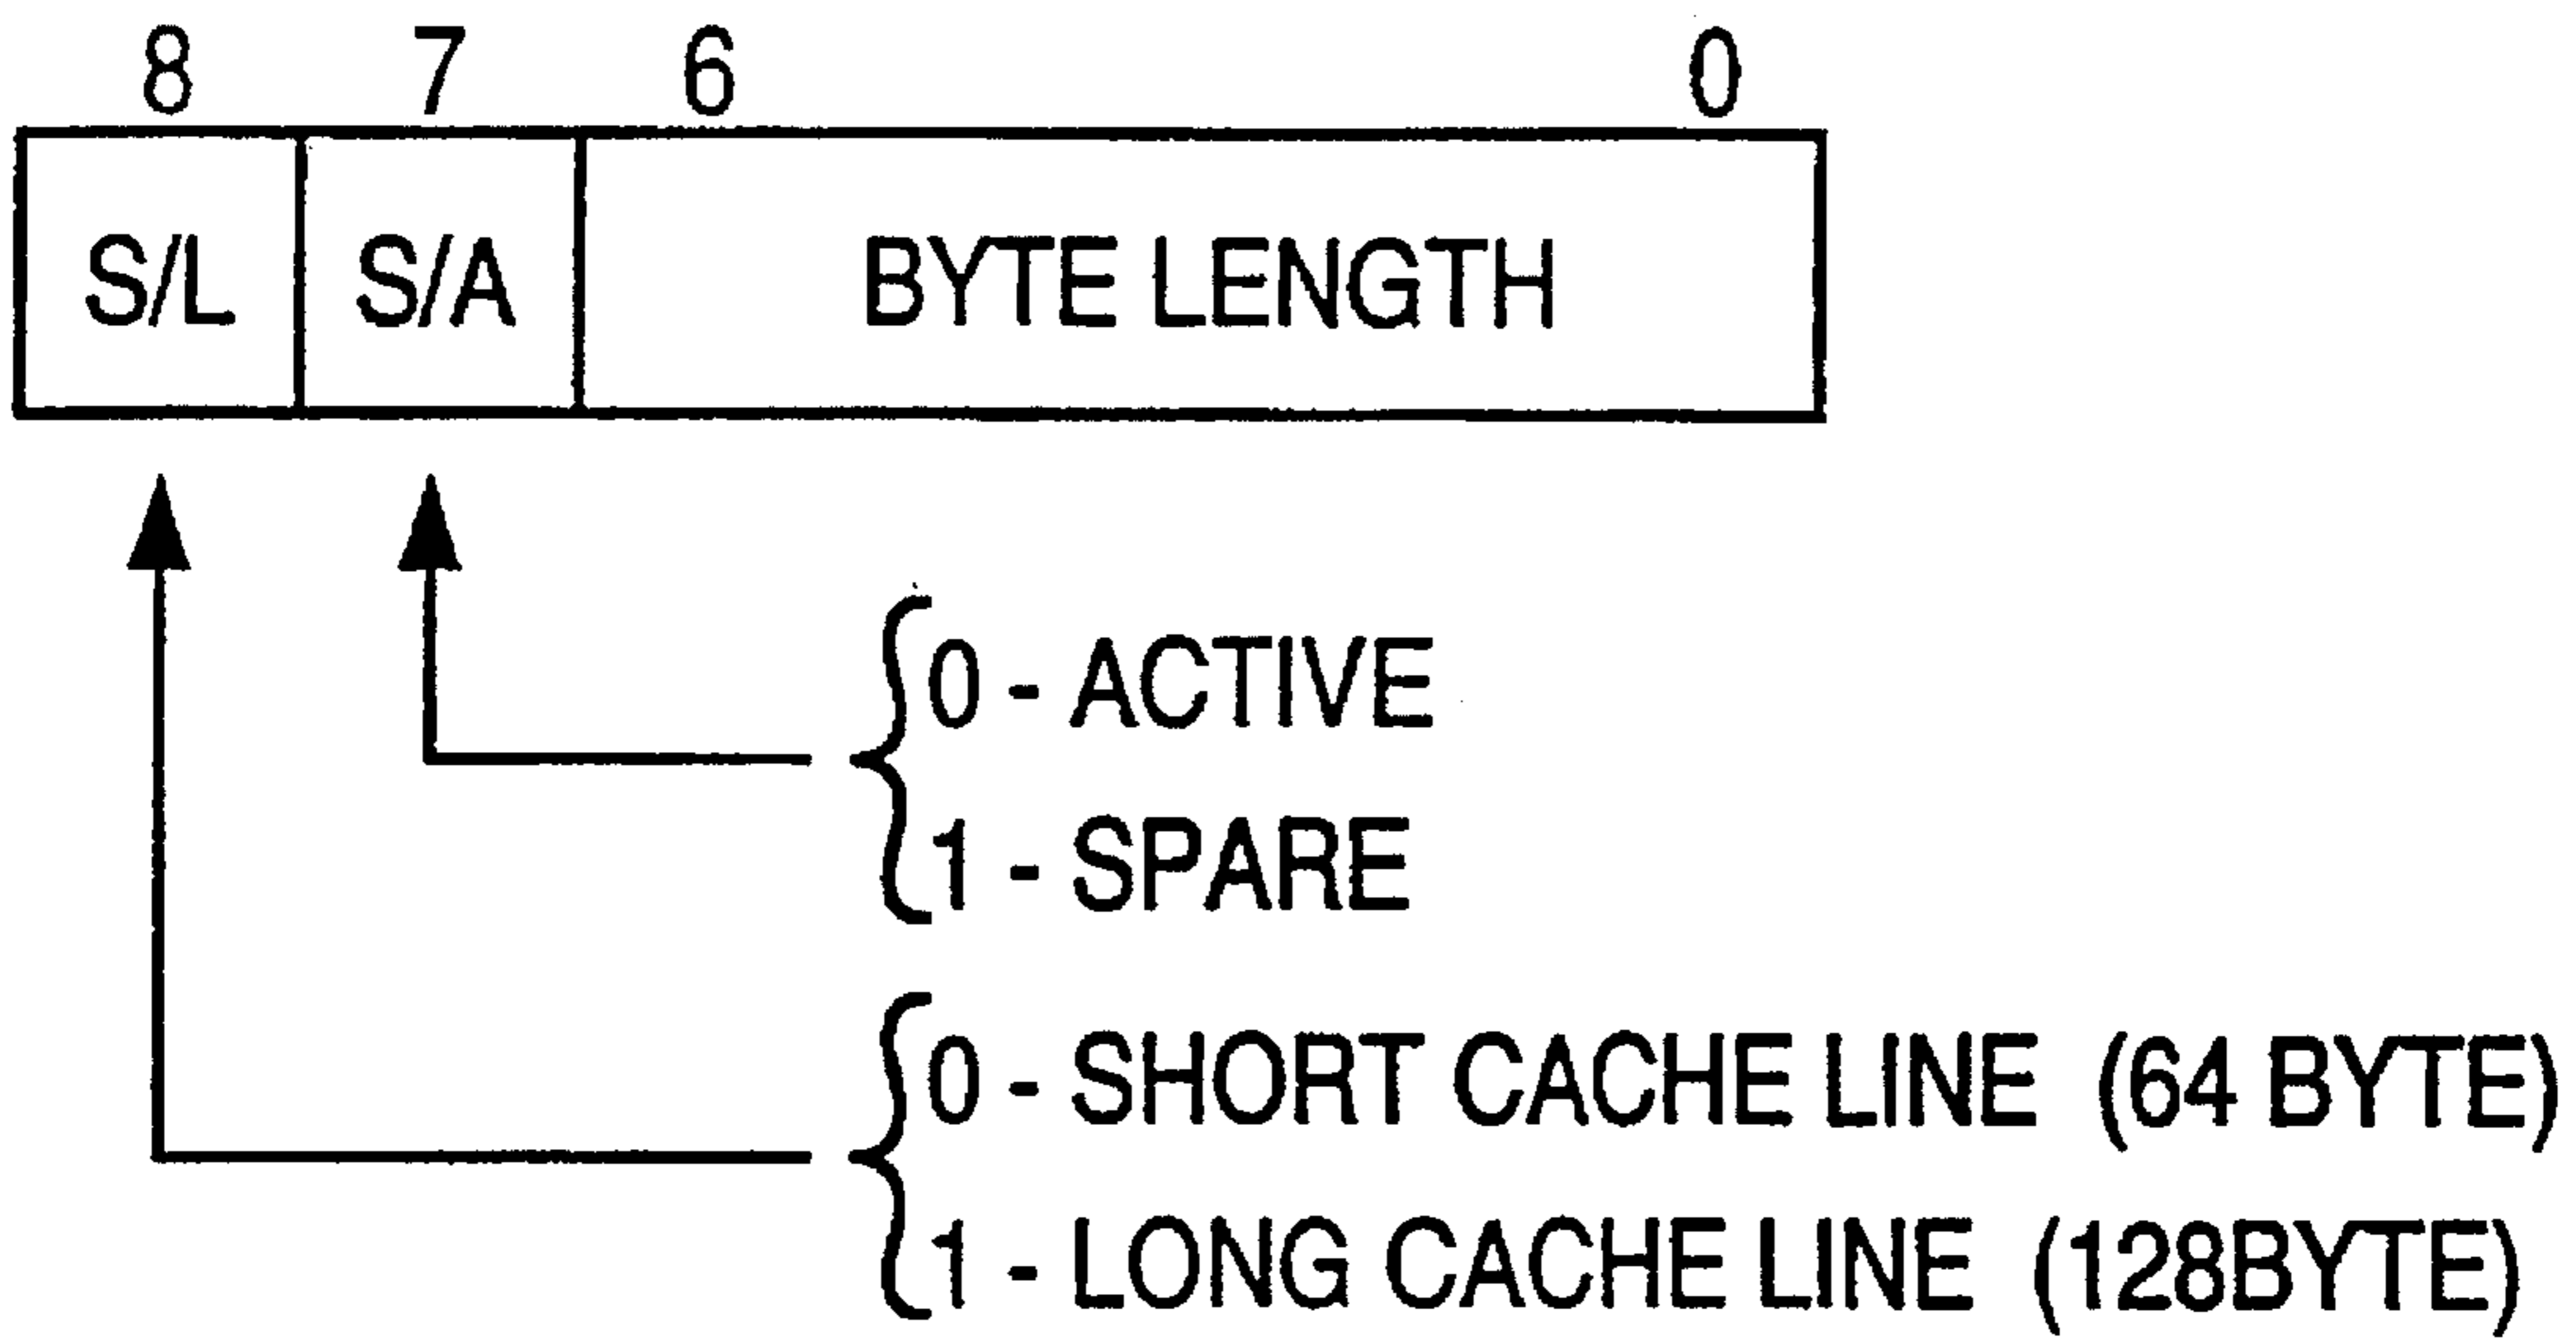 8 7 6 0
S/L S/A BYTE LENGTH
0 - ACTIVE
1 - SPARE
0 - SHORT CACHE LINE (64 BYTE)
1 - LONG CACHE LINE (128BYTE)